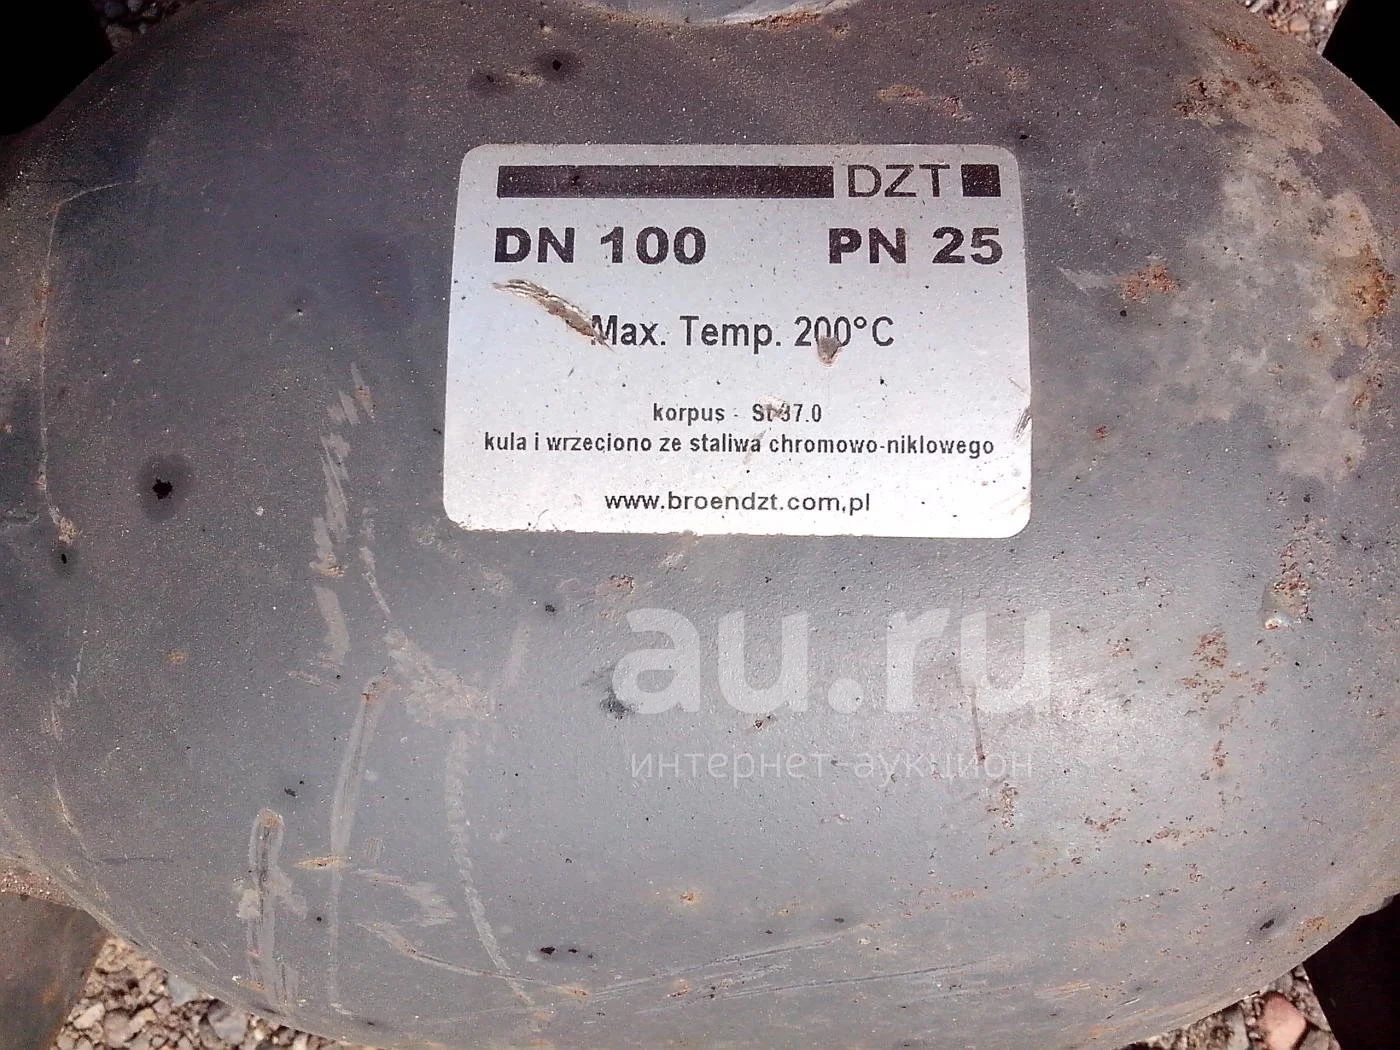 DZT
DN 100 PN 25
Max. Temp. 200°C
korpus - St 37.0
kula i wrzeciono ze staliwa chromowo-niklowego
www.broendzt.com.pl
au.ru
интернет-аукцион